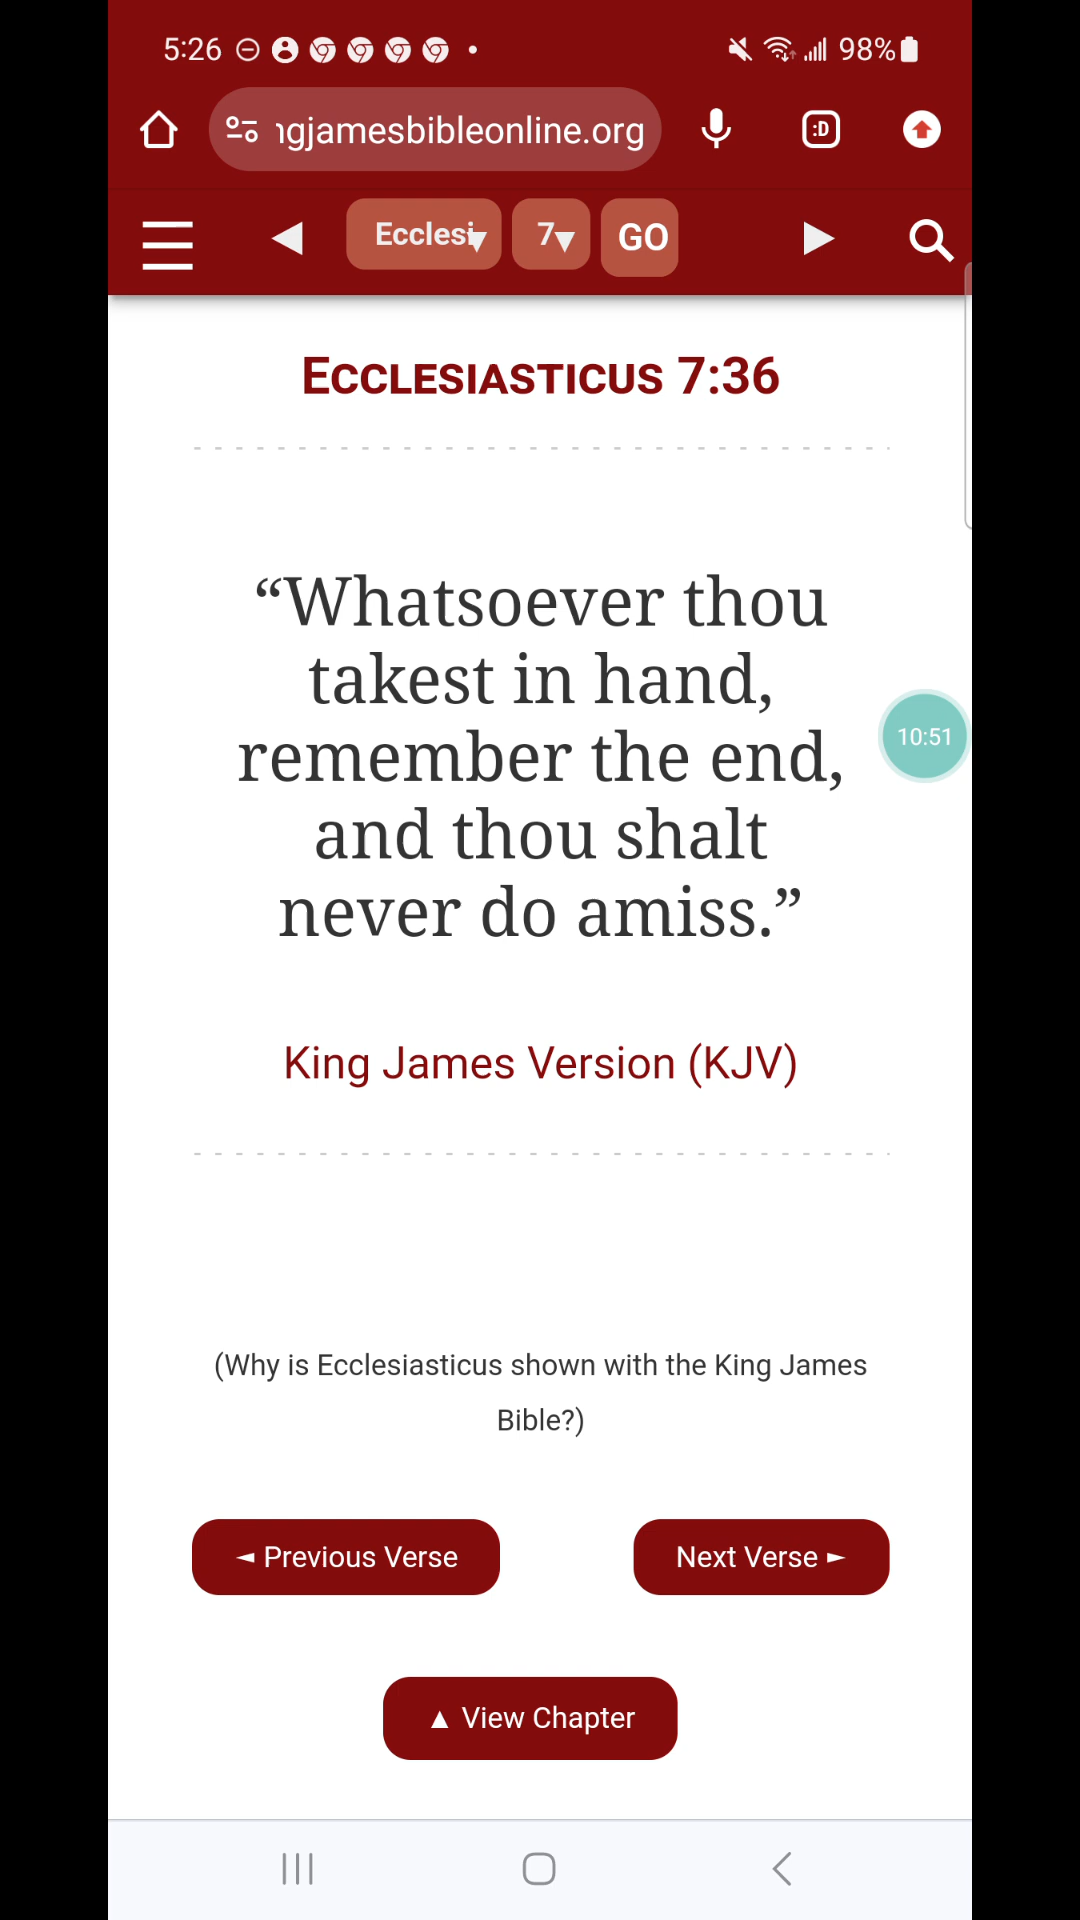 5:26 98%
ngjamesbibleonline.org :D
Ecclesi 7 GO
ECCLESIASTICUS 7:36
“Whatsoever thou
takest in hand,
10:51
remember the end,
and thou shalt
never do amiss.”
King James Version (KJV)
(Why is Ecclesiasticus shown with the King James
Bible?)
◄ Previous Verse Next Verse ►
▲ View Chapter